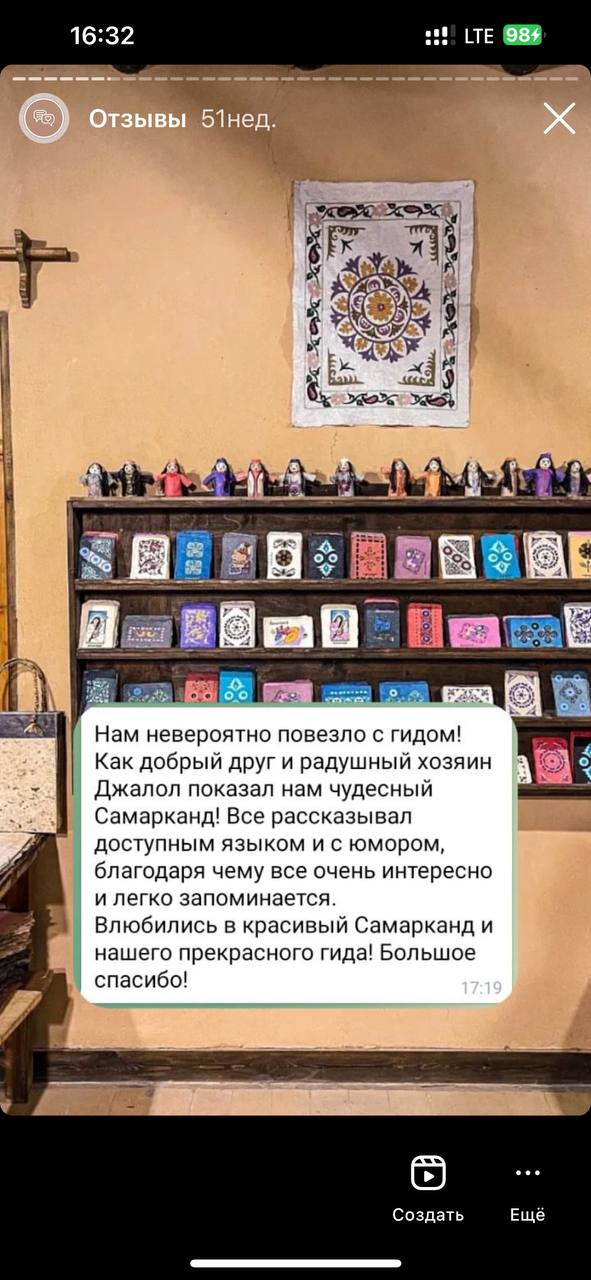 16:32
LTE 98
Отзывы 51нед.
Нам невероятно повезло с гидом!
Как добрый друг и радушный хозяин
Джалол показал нам чудесный
Самарканд! Все рассказывал
доступным языком и с юмором,
благодаря чему все очень интересно
и легко запоминается.
Влюбились в красивый Самарканд и
нашего прекрасного гида! Большое
спасибо!
17:19
Создать
Ещё